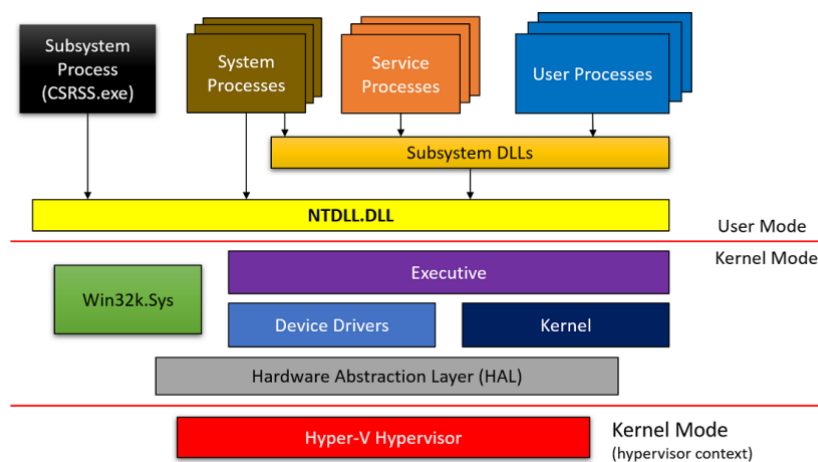 Subsystem
Process
(CSRSS.exe)
System
Processes
Service
Processes
User Processes
Subsystem DLLs
NTDLL.DLL
User Mode
Kernel Mode
Executive
Win32k.Sys
Device Drivers
Kernel
Hardware Abstraction Layer (HAL)
Hyper-V Hypervisor
Kernel Mode
(hypervisor context)